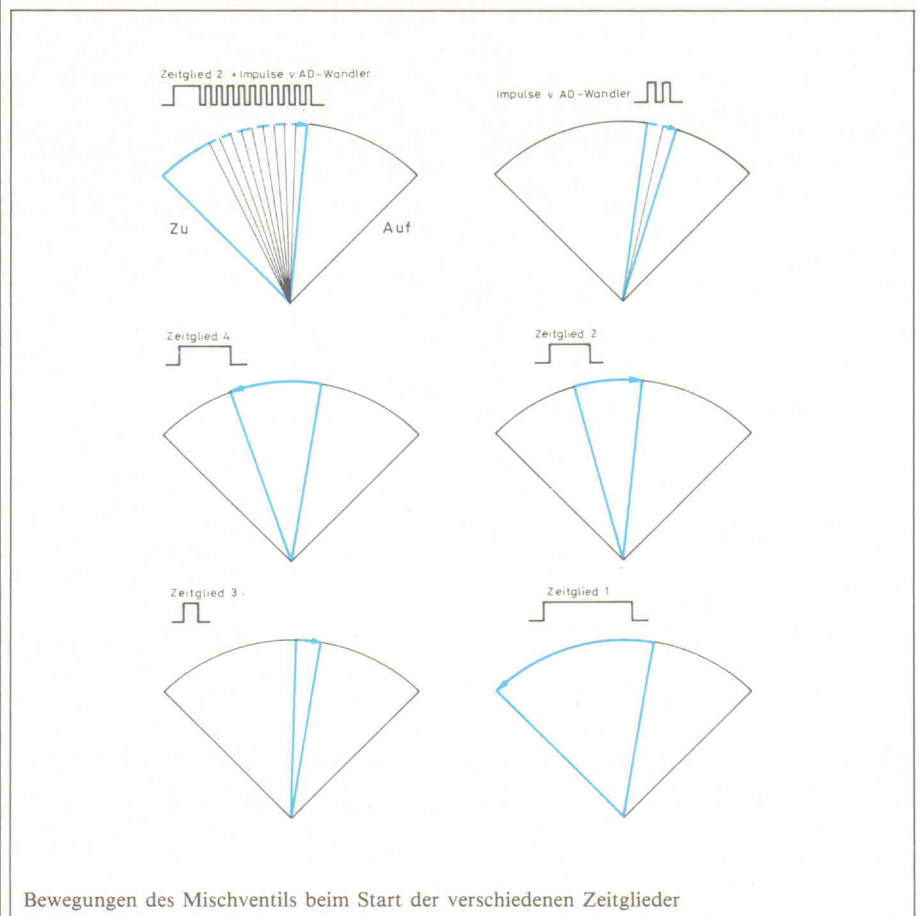 Zeitglied 2 + Impulse v. AD-Wandler
Impulse v AD-Wandler
Zu
Auf
Zeitglied 4
Zeitglied 2
Zeitglied 3
Zeitglied 1
Bewegungen des Mischventils beim Start der verschiedenen Zeitglieder